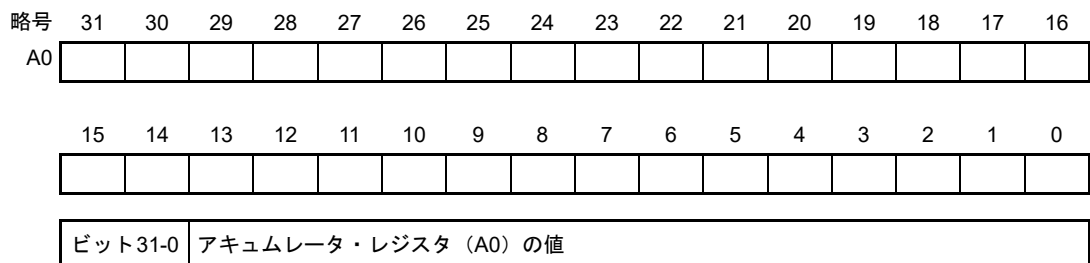 略号 31 30 29 28 27 26 25 24 23 22 21 20 19 18 17 16
A0
15 14 13 12 11 10 9 8 7 6 5 4 3 2 1 0
ビット31-0 アキュムレータ・レジスタ（A0）の値